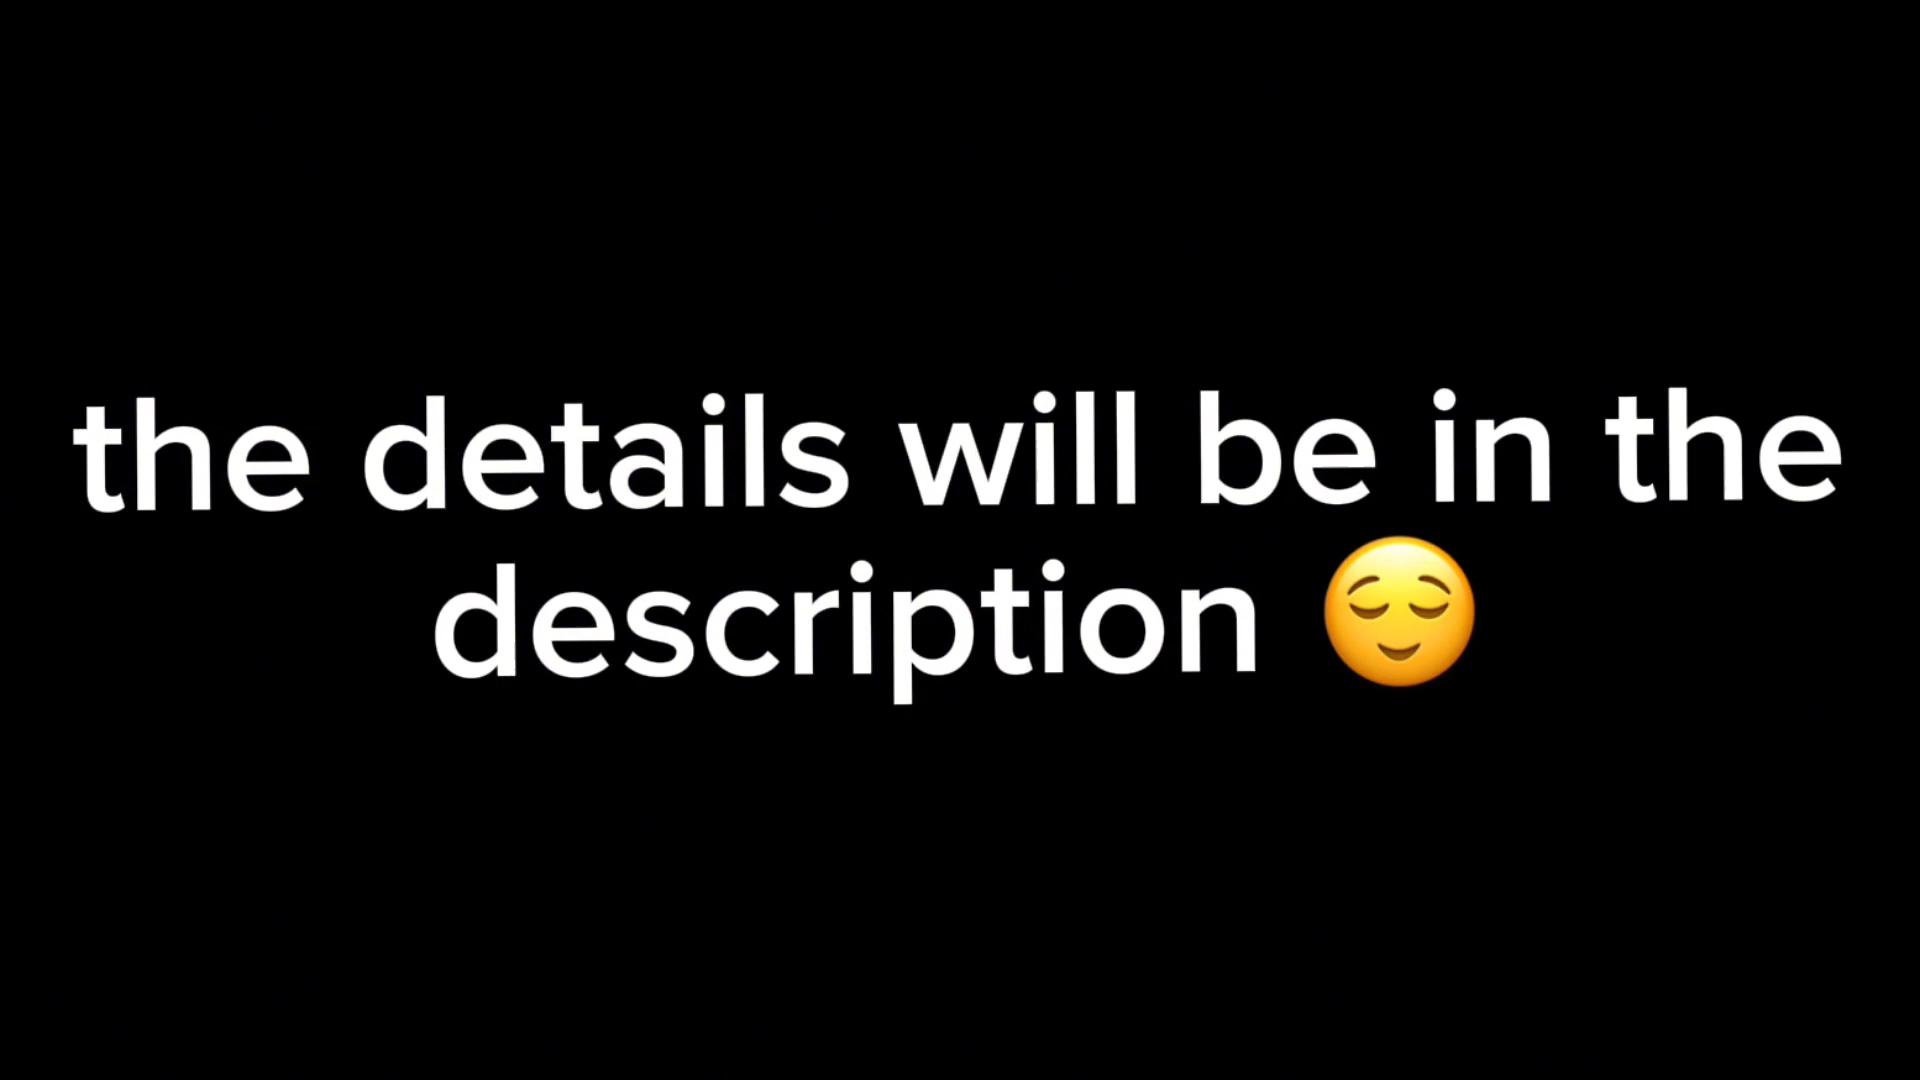 the details will be in the
description 😌